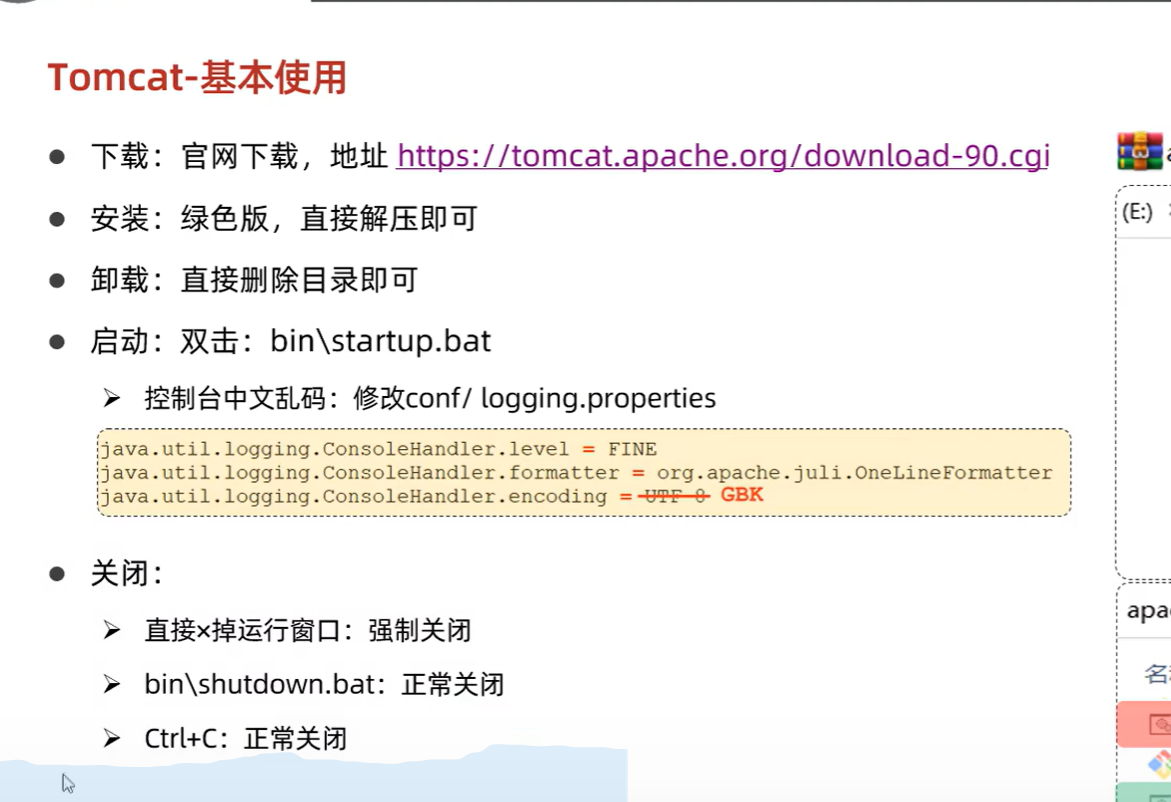 Tomcat-基本使用
● 下载：官网下载，地址 https://tomcat.apache.org/download-90.cgi
● 安装：绿色版，直接解压即可
● 卸载：直接删除目录即可
● 启动：双击：bin\startup.bat
➢ 控制台中文乱码：修改conf/ logging.properties
java.util.logging.ConsoleHandler.level = FINE
java.util.logging.ConsoleHandler.formatter = org.apache.juli.OneLineFormatter
java.util.logging.ConsoleHandler.encoding = UTF-8 GBK
● 关闭：
➢ 直接×掉运行窗口：强制关闭
➢ bin\shutdown.bat：正常关闭
➢ Ctrl+C：正常关闭
(E:)
apa
名